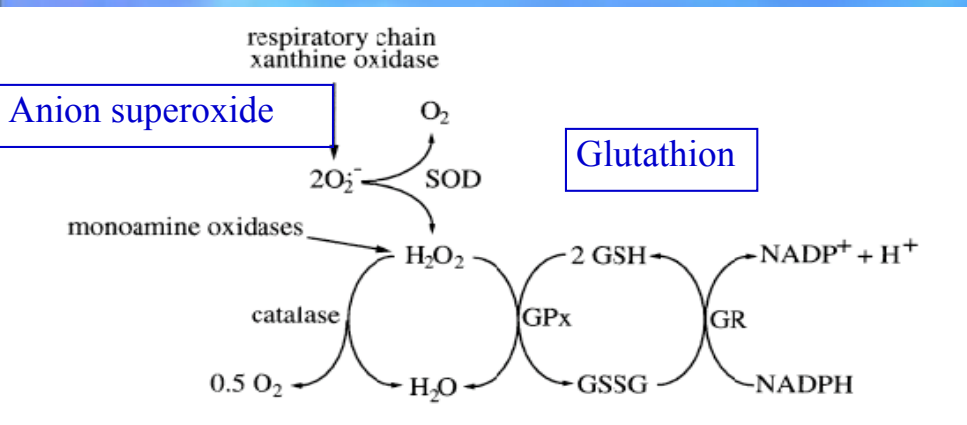 respiratory chain
xanthine oxidase
Anion superoxide
O₂
Glutathion
2O₂·⁻
SOD
monoamine oxidases
H₂O₂
2 GSH
NADP⁺ + H⁺
catalase
GPx
GR
0.5 O₂
H₂O
GSSG
NADPH